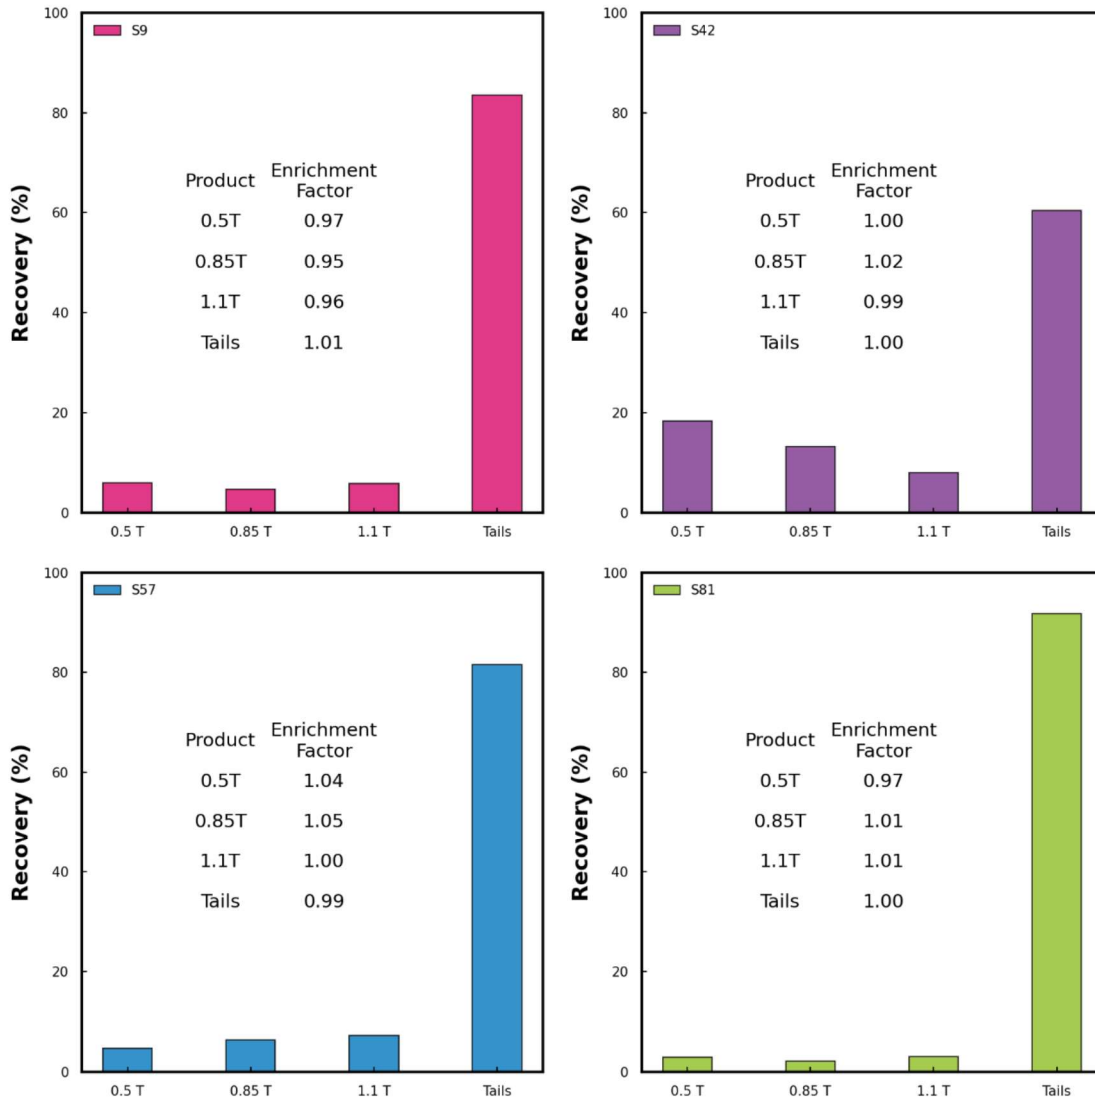 S9
Recovery (%)
100
80
60
40
20
0
Product Enrichment
Factor
0.5T 0.97
0.85T 0.95
1.1T 0.96
Tails 1.01
0.5 T 0.85 T 1.1 T Tails
S42
Recovery (%)
100
80
60
40
20
0
Product Enrichment
Factor
0.5T 1.00
0.85T 1.02
1.1T 0.99
Tails 1.00
0.5 T 0.85 T 1.1 T Tails
S57
Recovery (%)
100
80
60
40
20
0
Product Enrichment
Factor
0.5T 1.04
0.85T 1.05
1.1T 1.00
Tails 0.99
0.5 T 0.85 T 1.1 T Tails
S81
Recovery (%)
100
80
60
40
20
0
Product Enrichment
Factor
0.5T 0.97
0.85T 1.01
1.1T 1.01
Tails 1.00
0.5 T 0.85 T 1.1 T Tails